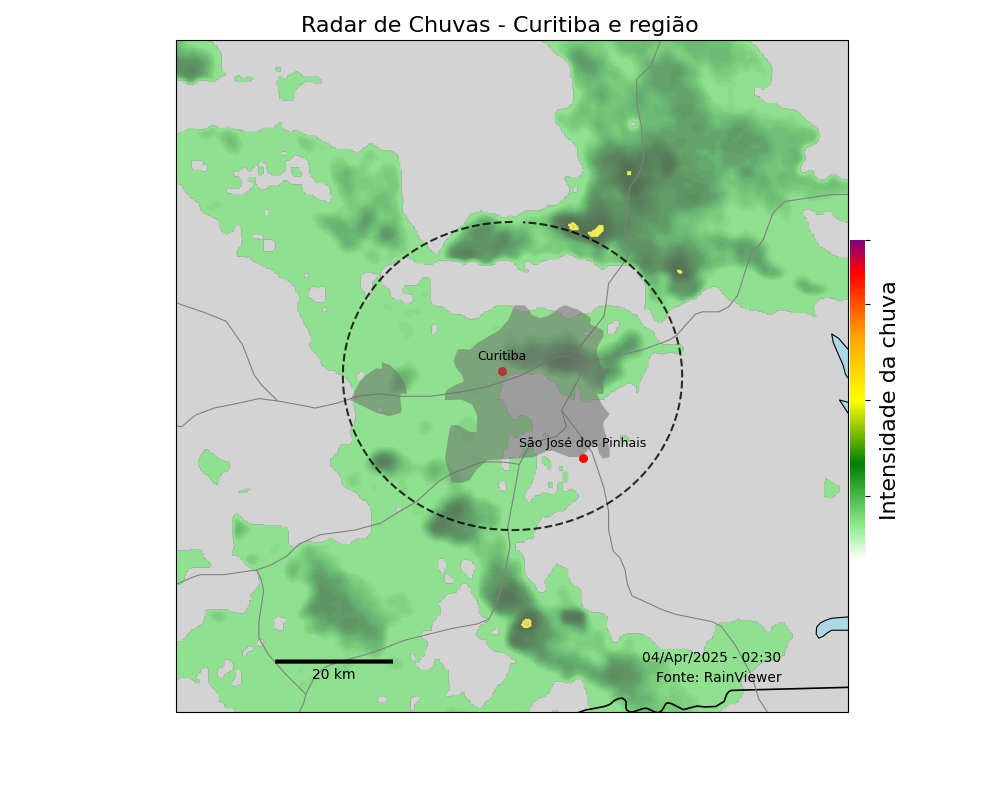 Radar de Chuvas - Curitiba e região
Curitiba
São José dos Pinhais
Intensidade da chuva
04/Apr/2025 - 02:30
Fonte: RainViewer
20 km